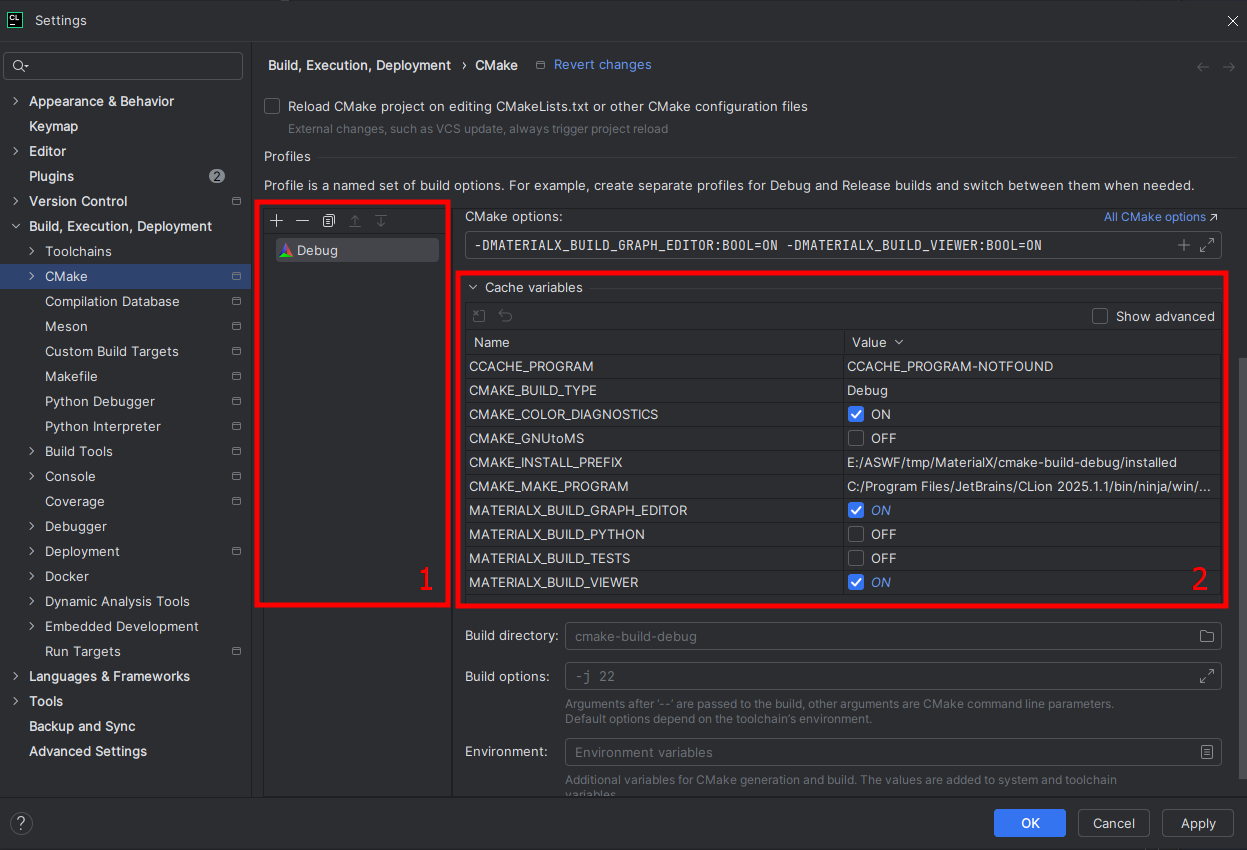 CL
Settings
Build, Execution, Deployment › CMake Revert changes
Appearance & Behavior
Keymap
Editor
Plugins 2
Version Control
Build, Execution, Deployment
Toolchains
CMake
Compilation Database
Meson
Custom Build Targets
Makefile
Python Debugger
Python Interpreter
Build Tools
Console
Coverage
Debugger
Deployment
Docker
Dynamic Analysis Tools
Embedded Development
Run Targets
Languages & Frameworks
Tools
Backup and Sync
Advanced Settings
Reload CMake project on editing CMakeLists.txt or other CMake configuration files
External changes, such as VCS update, always trigger project reload
Profiles
Profile is a named set of build options. For example, create separate profiles for Debug and Release builds and switch between them when needed.
Debug
1
CMake options: All CMake options ↗
-DMATERIALX_BUILD_GRAPH_EDITOR:BOOL=ON -DMATERIALX_BUILD_VIEWER:BOOL=ON
Cache variables
Show advanced
Name Value
CCACHE_PROGRAM CCACHE_PROGRAM-NOTFOUND
CMAKE_BUILD_TYPE Debug
CMAKE_COLOR_DIAGNOSTICS ON
CMAKE_GNUtoMS OFF
CMAKE_INSTALL_PREFIX E:/ASWF/tmp/MaterialX/cmake-build-debug/installed
CMAKE_MAKE_PROGRAM C:/Program Files/JetBrains/CLion 2025.1.1/bin/ninja/win/...
MATERIALX_BUILD_GRAPH_EDITOR ON
MATERIALX_BUILD_PYTHON OFF
MATERIALX_BUILD_TESTS OFF
MATERIALX_BUILD_VIEWER ON
2
Build directory: cmake-build-debug
Build options: -j 22
Arguments after '--' are passed to the build, other arguments are CMake command line parameters.
Default options depend on the toolchain's environment.
Environment: Environment variables
Additional variables for CMake generation and build. The values are added to system and toolchain
variables.
?
OK Cancel Apply